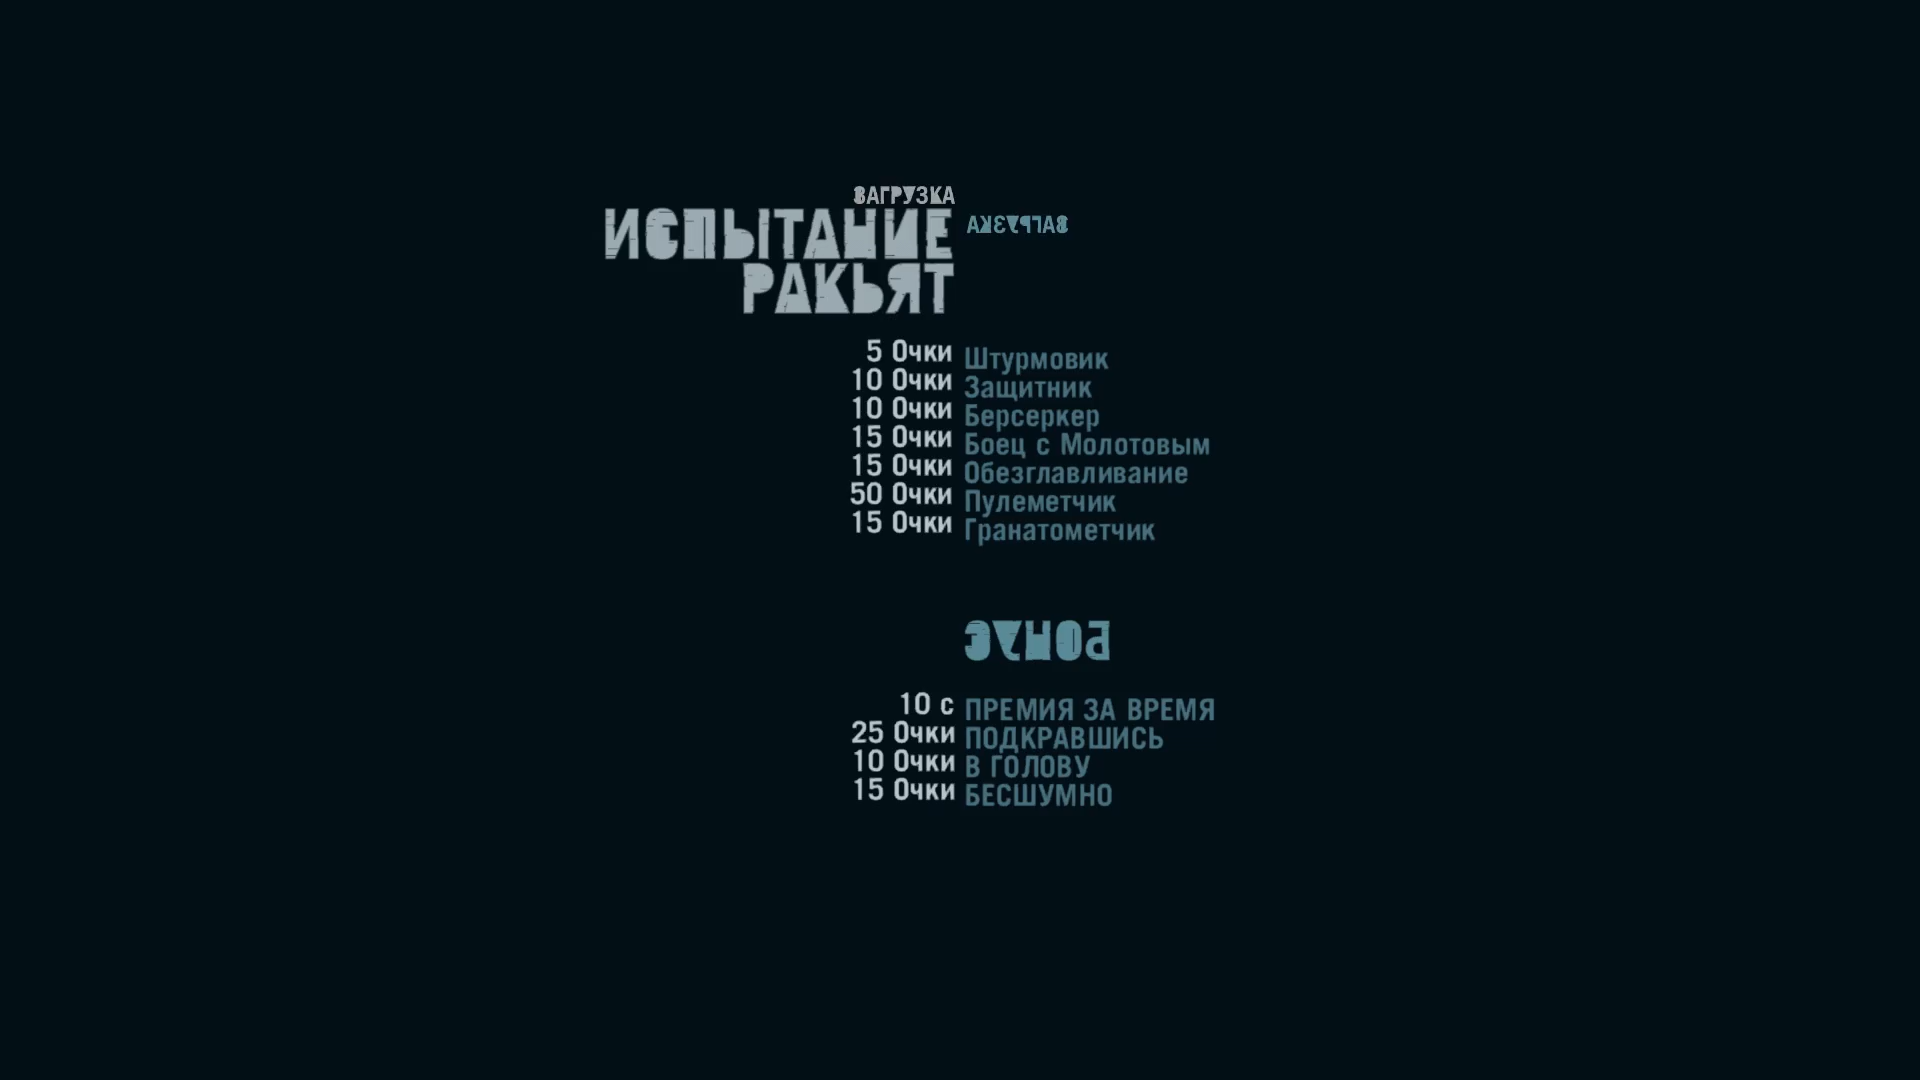 ЗАГРУЗКА
ЗАГРУЗКА
ИСПЫТАНИЕ
РАКЬЯТ
5 Очки Штурмовик
10 Очки Защитник
10 Очки Берсеркер
15 Очки Боец с Молотовым
15 Очки Обезглавливание
50 Очки Пулеметчик
15 Очки Гранатометчик
БОНУС
10 с ПРЕМИЯ ЗА ВРЕМЯ
25 Очки ПОДКРАВШИСЬ
10 Очки В ГОЛОВУ
15 Очки БЕСШУМНО